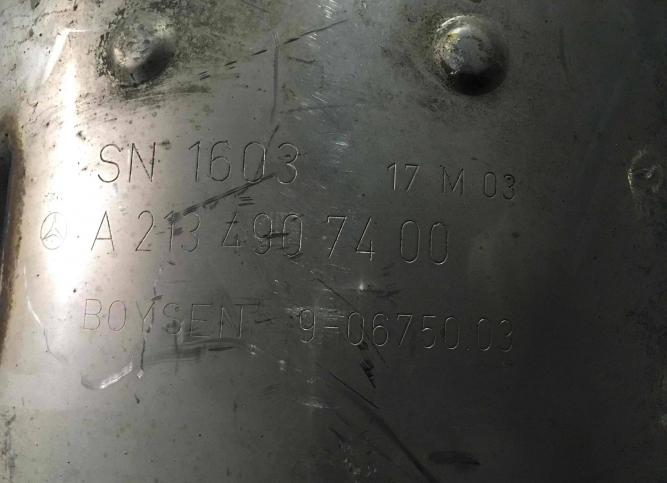 SN 1603 17 M 03
A 213 490 74 00
BOYSEN 9-06750.03